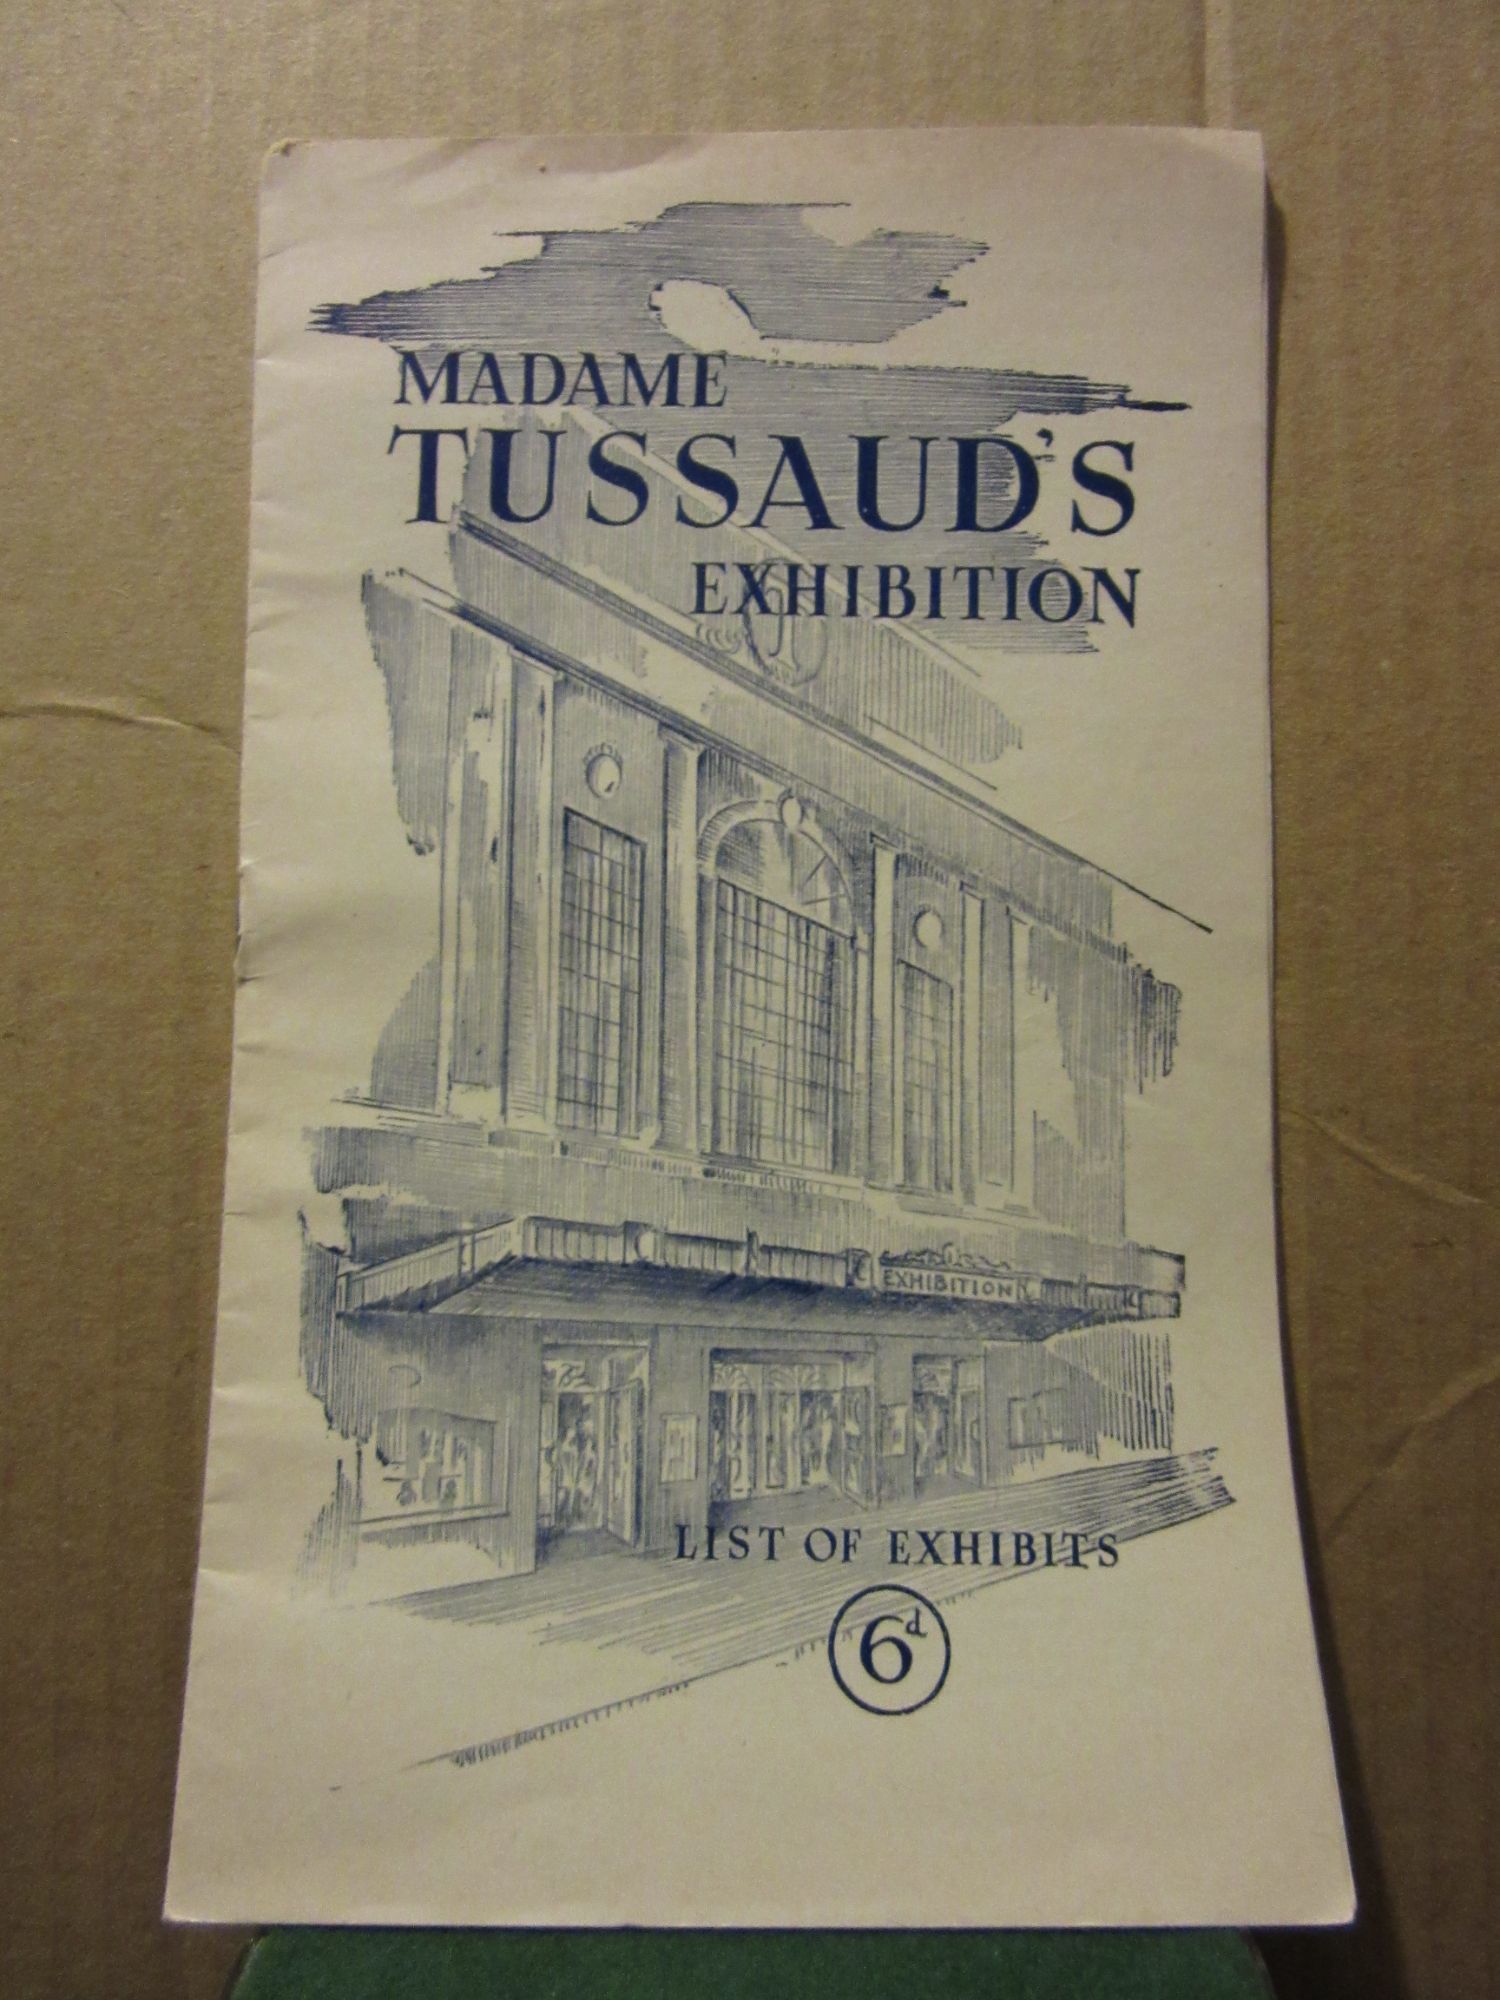 MADAME
TUSSAUD'S
EXHIBITION
EXHIBITION
LIST OF EXHIBITS
6d